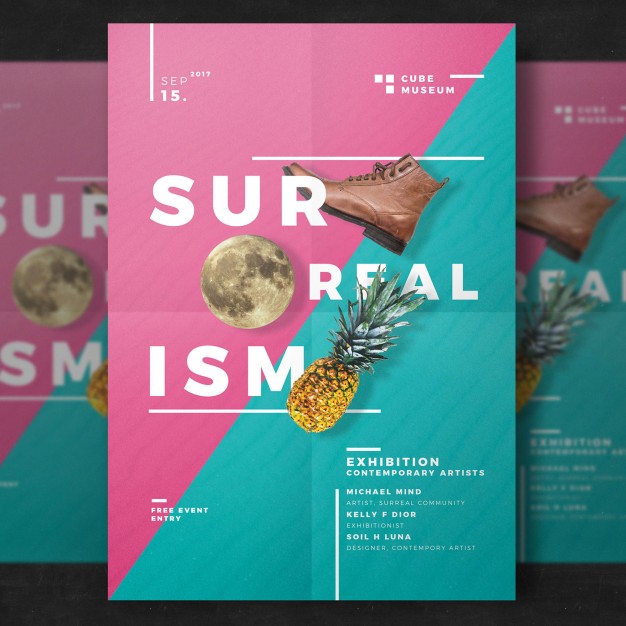 SEP 2017
15.
CUBE
MUSEUM
SUR
REAL
ISM
EXHIBITION
CONTEMPORARY ARTISTS
MICHAEL MIND
ARTIST, SURREAL COMMUNITY
KELLY F DIOR
EXHIBITIONIST
SOIL H LUNA
DESIGNER, CONTEMPORY ARTIST
FREE EVENT
ENTRY